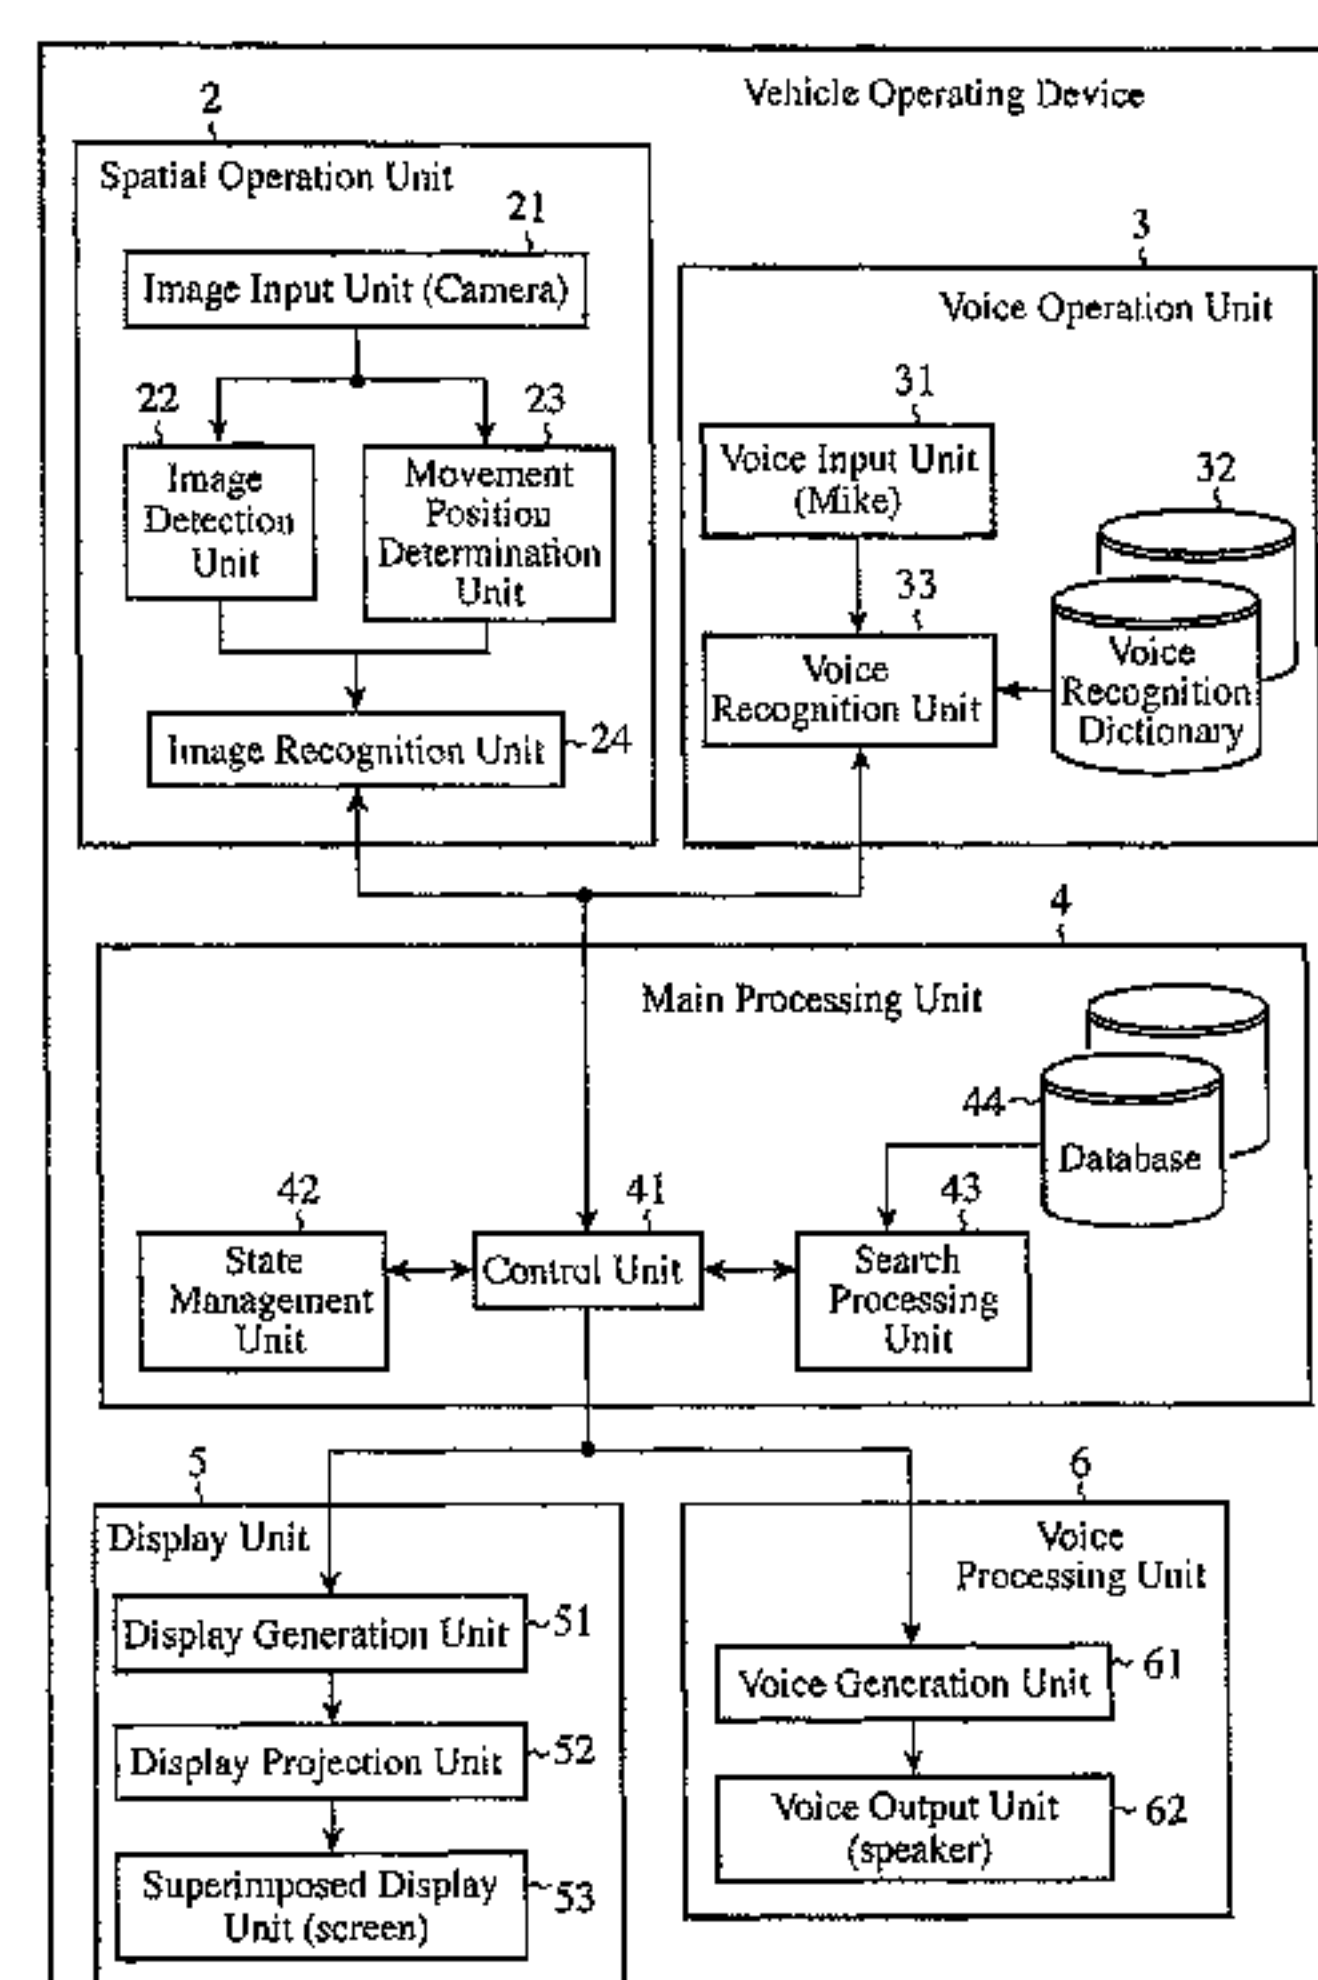 Vehicle Operating Device
2
Spatial Operation Unit
21
Image Input Unit (Camera)
22
Image
Detection
Unit
23
Movement
Position
Determination
Unit
Image Recognition Unit
24
3
Voice Operation Unit
31
Voice Input Unit
(Mike)
32
Voice
Recognition
Dictionary
33
Voice
Recognition Unit
4
Main Processing Unit
44
Database
42
State
Management
Unit
41
Control Unit
43
Search
Processing
Unit
5
Display Unit
Display Generation Unit
51
Display Projection Unit
52
Superimposed Display
Unit (screen)
53
6
Voice
Processing Unit
Voice Generation Unit
61
Voice Output Unit
(speaker)
62